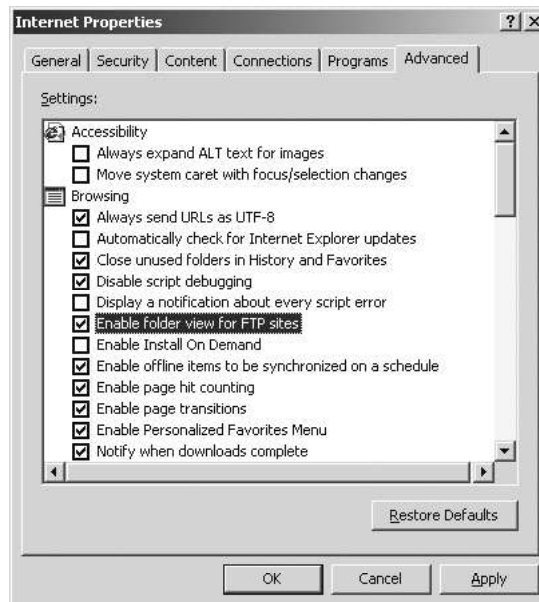 Internet Properties
General Security Content Connections Programs Advanced
Settings:
Accessibility
Always expand ALT text for images
Move system caret with focus/selection changes
Browsing
Always send URLs as UTF-8
Automatically check for Internet Explorer updates
Close unused folders in History and Favorites
Disable script debugging
Display a notification about every script error
Enable folder view for FTP sites
Enable Install On Demand
Enable offline items to be synchronized on a schedule
Enable page hit counting
Enable page transitions
Enable Personalized Favorites Menu
Notify when downloads complete
Restore Defaults
OK Cancel Apply